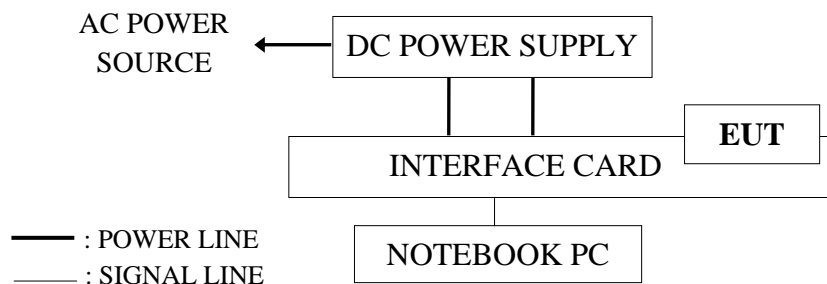 AC POWER
SOURCE
DC POWER SUPPLY
EUT
INTERFACE CARD
NOTEBOOK PC
: POWER LINE
: SIGNAL LINE